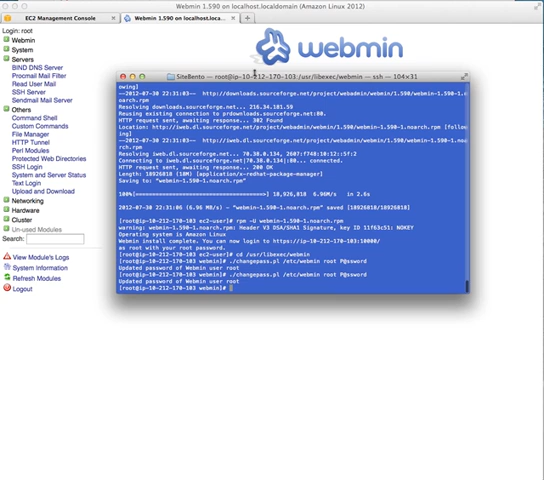 Webmin 1.590 on localhost.localdomain (Amazon Linux 2012)
EC2 Management Console
Webmin 1.590 on localhost.localdoma...
Login: root
Webmin
System
Servers
BIND DNS Server
Procmail Mail Filter
Read User Mail
SSH Server
Sendmail Server
Others
Command Shell
Custom Commands
File Manager
HTTP Tunnel
Perl Modules
Protected Web Directories
SSH Login
System and Server Status
Text Login
Upload and Download
Networking
Hardware
Cluster
Un-used Modules
Search:
View Module's Logs
System Information
Refresh Modules
Logout
webmin
SiteBento — root@ip-10-212-170-103:/usr/libexec/webmin — ssh — 104×31
owing]
--2012-07-30 22:31:03-- http://downloads.sourceforge.net/project/webadmin/webmin/1.590/webmin-1.590-1.n
oarch.rpm
Resolving downloads.sourceforge.net... 216.34.181.59
Reusing existing connection to prdownloads.sourceforge.net:80.
HTTP request sent, awaiting response... 302 Found
Location: http://iweb.dl.sourceforge.net/project/webadmin/webmin/1.590/webmin-1.590-1.noarch.rpm [follow
ing]
--2012-07-30 22:31:03-- http://iweb.dl.sourceforge.net/project/webadmin/webmin/1.590/webmin-1.590-1.noar
ch.rpm
Resolving iweb.dl.sourceforge.net... 70.38.0.134, 2607:f748:10:12::5f:2
Connecting to iweb.dl.sourceforge.net|70.38.0.134|:80... connected.
HTTP request sent, awaiting response... 200 OK
Length: 18926818 (18M) [application/x-redhat-package-manager]
Saving to: “webmin-1.590-1.noarch.rpm”
100%[======================================>] 18,926,818 6.96M/s in 2.6s
2012-07-30 22:31:06 (6.96 MB/s) - “webmin-1.590-1.noarch.rpm” saved [18926818/18926818]
[root@ip-10-212-170-103 ec2-user]# rpm -U webmin-1.590-1.noarch.rpm
warning: webmin-1.590-1.noarch.rpm: Header V3 DSA/SHA1 Signature, key ID 11f63c51: NOKEY
Operating system is Amazon Linux
Webmin install complete. You can now login to https://ip-10-212-170-103:10000/
as root with your root password.
[root@ip-10-212-170-103 ec2-user]# cd /usr/libexec/webmin
[root@ip-10-212-170-103 webmin]# ./changepass.pl /etc/webmin root P@ssword
Updated password of Webmin user root
[root@ip-10-212-170-103 webmin]# ./changepass.pl /etc/webmin root P@ssword
Updated password of Webmin user root
[root@ip-10-212-170-103 webmin]#